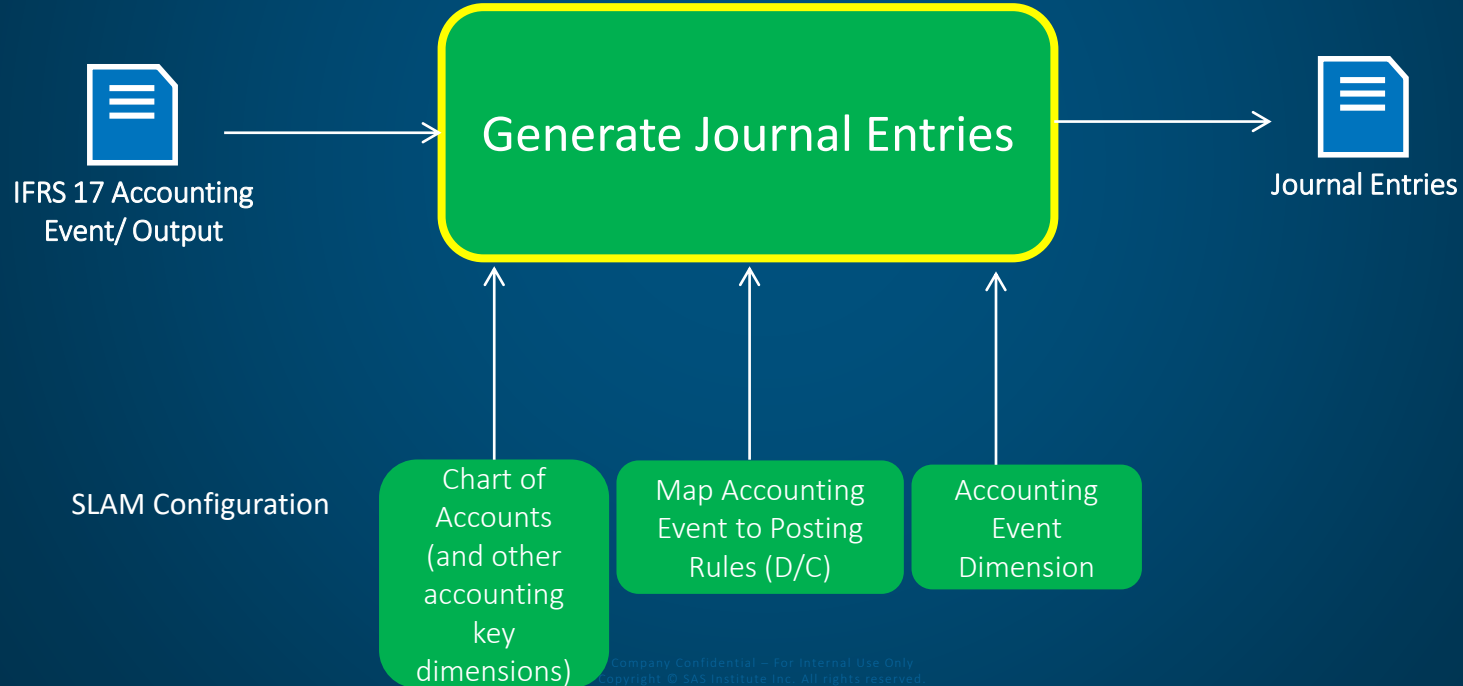 Generate Journal Entries
IFRS 17 Accounting
Event/ Output
Journal Entries
SLAM Configuration
Chart of
Accounts
(and other
accounting
key
dimensions)
Map Accounting
Event to Posting
Rules (D/C)
Accounting
Event
Dimension
Company Confidential – For Internal Use Only
Copyright © SAS Institute Inc. All rights reserved.